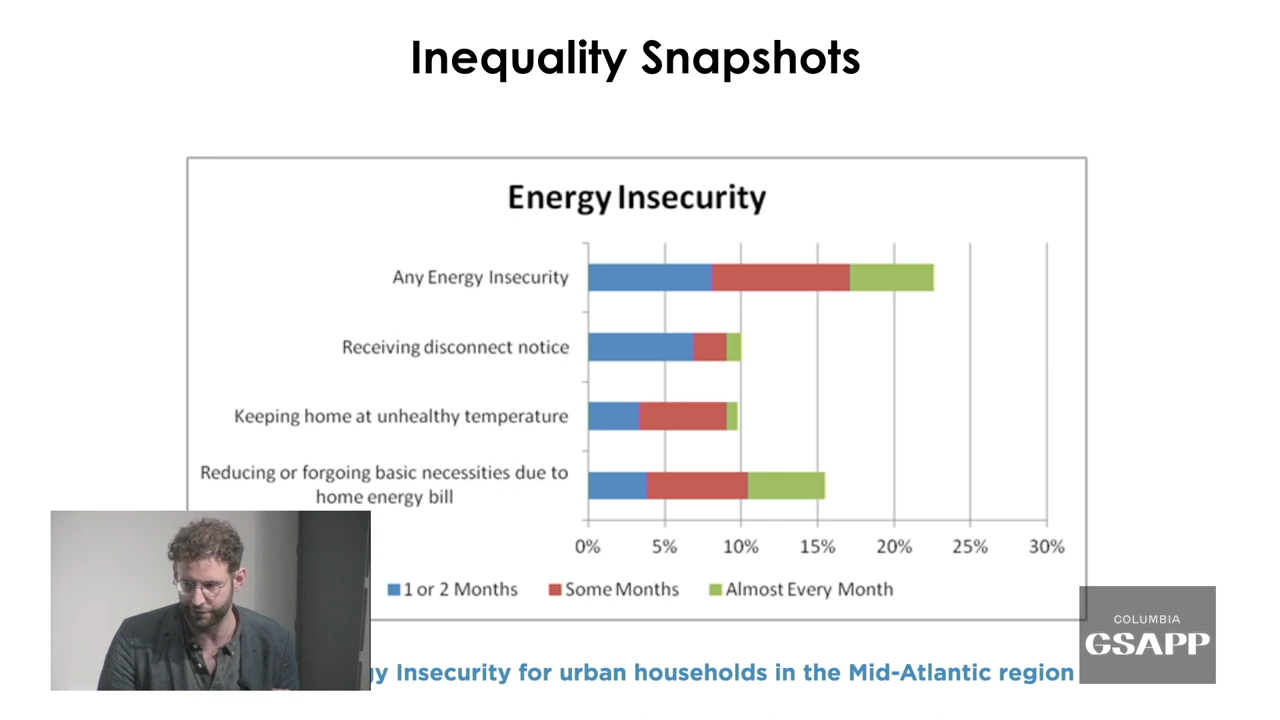 Inequality Snapshots
Energy Insecurity
Any Energy Insecurity
Receiving disconnect notice
Keeping home at unhealthy temperature
Reducing or forgoing basic necessities due to
home energy bill
0% 5% 10% 15% 20% 25% 30%
1 or 2 Months Some Months Almost Every Month
COLUMBIA
GSAPP
Insecurity for urban households in the Mid-Atlantic region